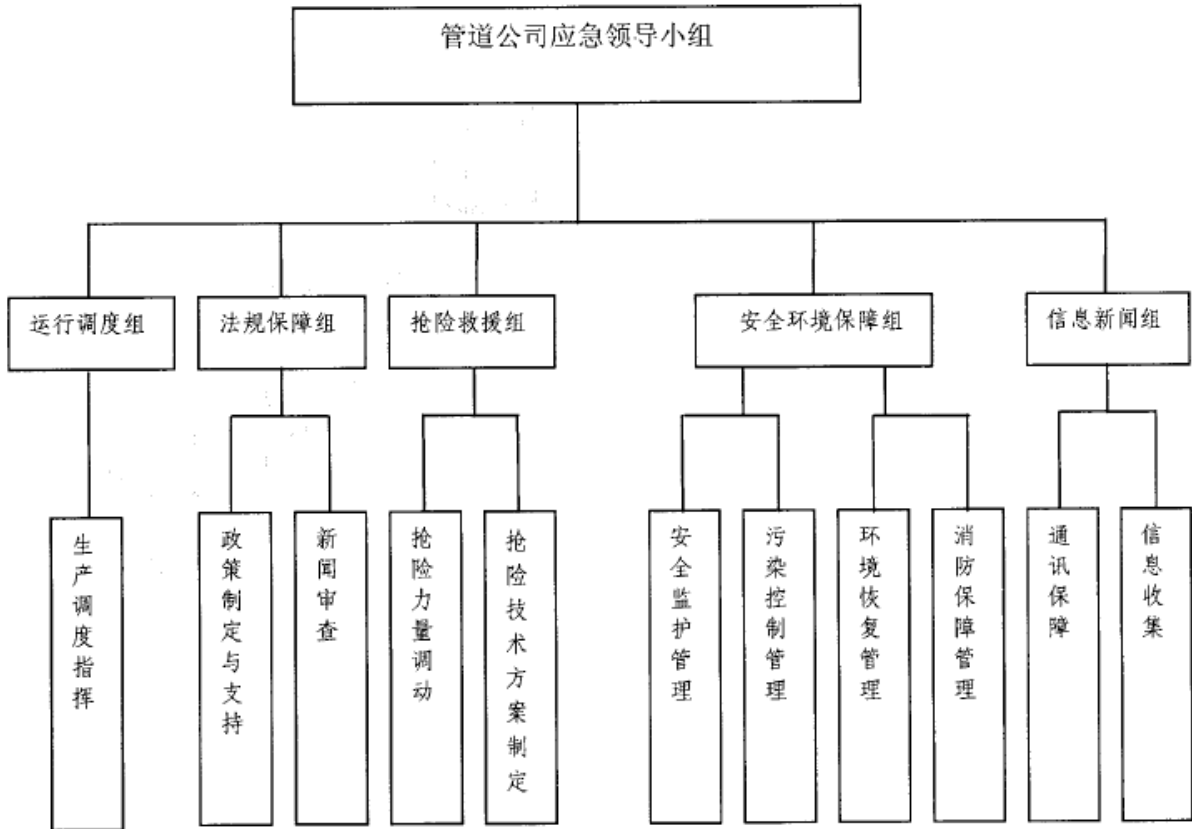 管道公司应急领导小组
运行调度组
法规保障组
抢险救援组
安全环境保障组
信息新闻组
生产调度指挥
政策制定与支持
新闻审查
抢险力量调动
抢险技术方案制定
安全监护管理
污染控制管理
环境恢复管理
消防保障管理
通讯保障
信息收集